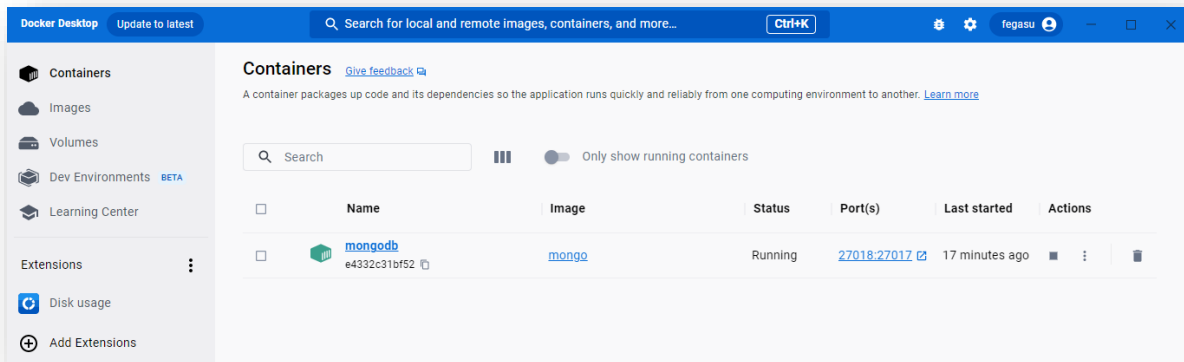 Docker Desktop Update to latest Search for local and remote images, containers, and more... Ctrl+K fegasu
Containers
Images
Volumes
Dev Environments BETA
Learning Center
Extensions
Disk usage
Add Extensions
Containers Give feedback
A container packages up code and its dependencies so the application runs quickly and reliably from one computing environment to another. Learn more
Search Only show running containers
Name Image Status Port(s) Last started Actions
mongodb mongo Running 27018:27017 17 minutes ago
e4332c31bf52